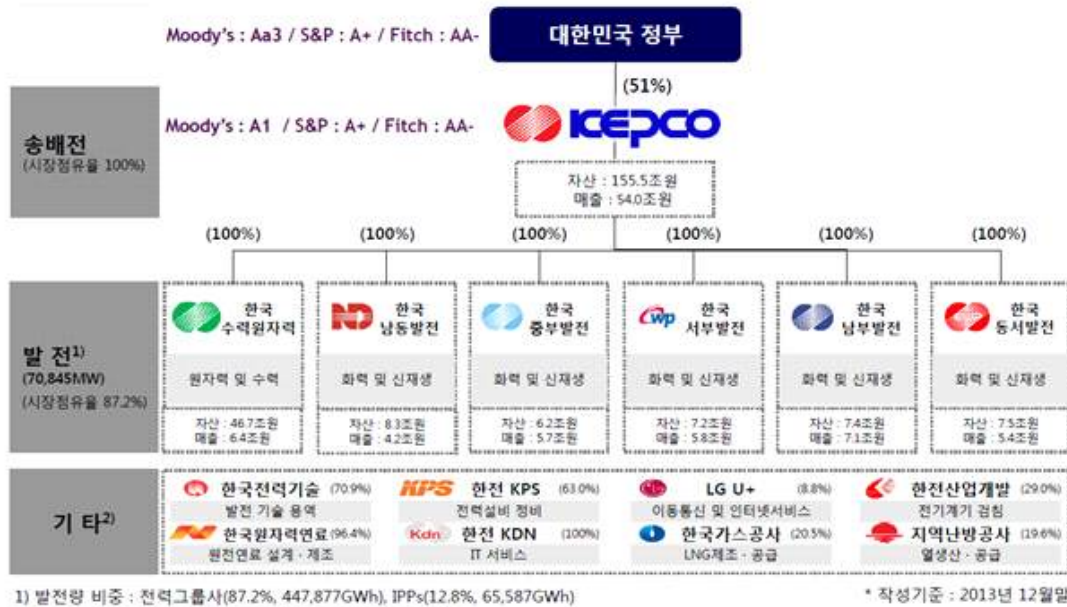 Moody's : Aa3 / S&P : A+ / Fitch : AA-
대한민국 정부
(51%)
송배전
(시장점유율 100%)
Moody's : A1 / S&P : A+ / Fitch : AA-
KEPCO
자산 : 155.5조원
매출 : 54.0조원
(100%) (100%) (100%) (100%) (100%) (100%)
발 전1)
(70,845MW)
(시장점유율 87.2%)
한국
수력원자력
원자력 및 수력
자산 : 46.7조원
매출 : 6.4조원
ND
한국
남동발전
화력 및 신재생
자산 : 8.3조원
매출 : 4.2조원
한국
중부발전
화력 및 신재생
자산 : 6.2조원
매출 : 5.7조원
wp
한국
서부발전
화력 및 신재생
자산 : 7.2조원
매출 : 5.8조원
한국
남부발전
화력 및 신재생
자산 : 7.4조원
매출 : 7.1조원
한국
동서발전
화력 및 신재생
자산 : 7.5조원
매출 : 5.4조원
기 타2)
한국전력기술 (70.9%)
발전 기술 용역
KPS 한전 KPS (63.0%)
전력설비 정비
LG U+ (8.8%)
이동통신 및 인터넷서비스
한전산업개발 (29.0%)
전기계기 검침
한국원자력연료 (96.4%)
원전연료 설계 · 제조
Kdn 한전 KDN (100%)
IT 서비스
한국가스공사 (20.5%)
LNG제조 · 공급
지역난방공사 (19.6%)
열생산 · 공급
1) 발전량 비중 : 전력그룹사(87.2%, 447,877GWh), IPPs(12.8%, 65,587GWh)
* 작성기준 : 2013년 12월말